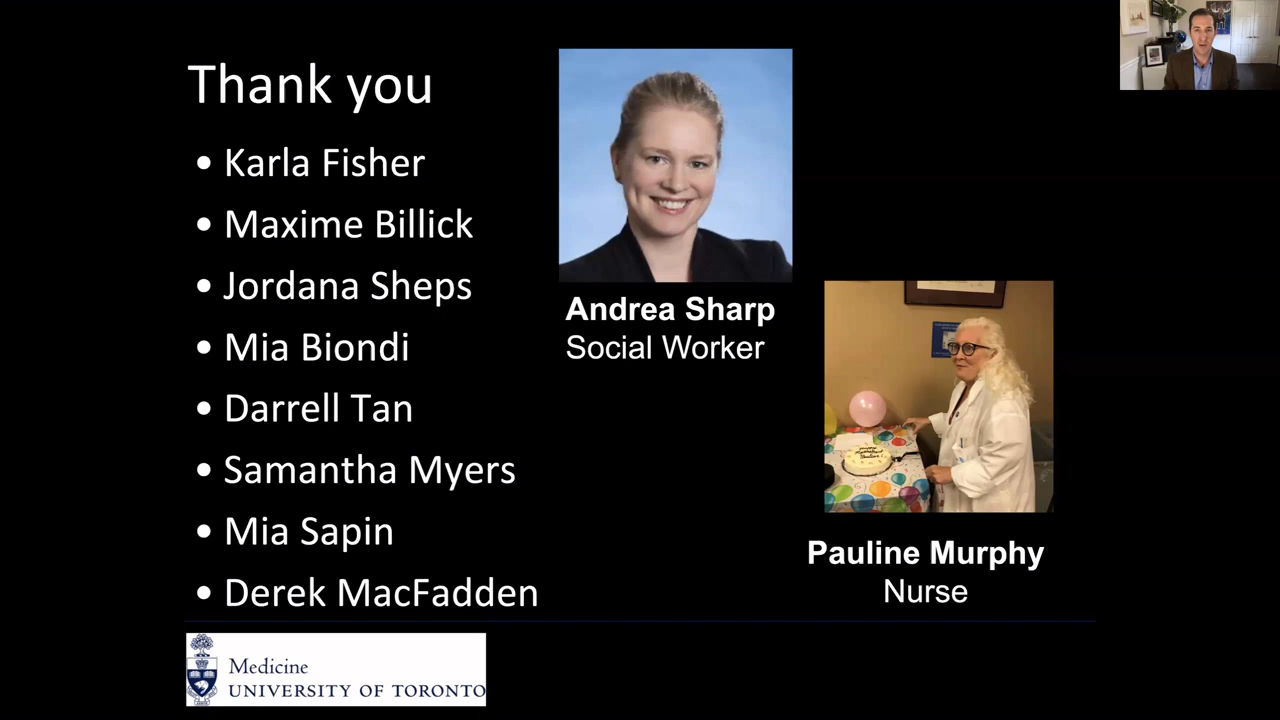 Thank you
• Karla Fisher
• Maxime Billick
• Jordana Sheps
• Mia Biondi
• Darrell Tan
• Samantha Myers
• Mia Sapin
• Derek MacFadden
Andrea Sharp
Social Worker
Pauline Murphy
Nurse
Medicine
UNIVERSITY OF TORONTO